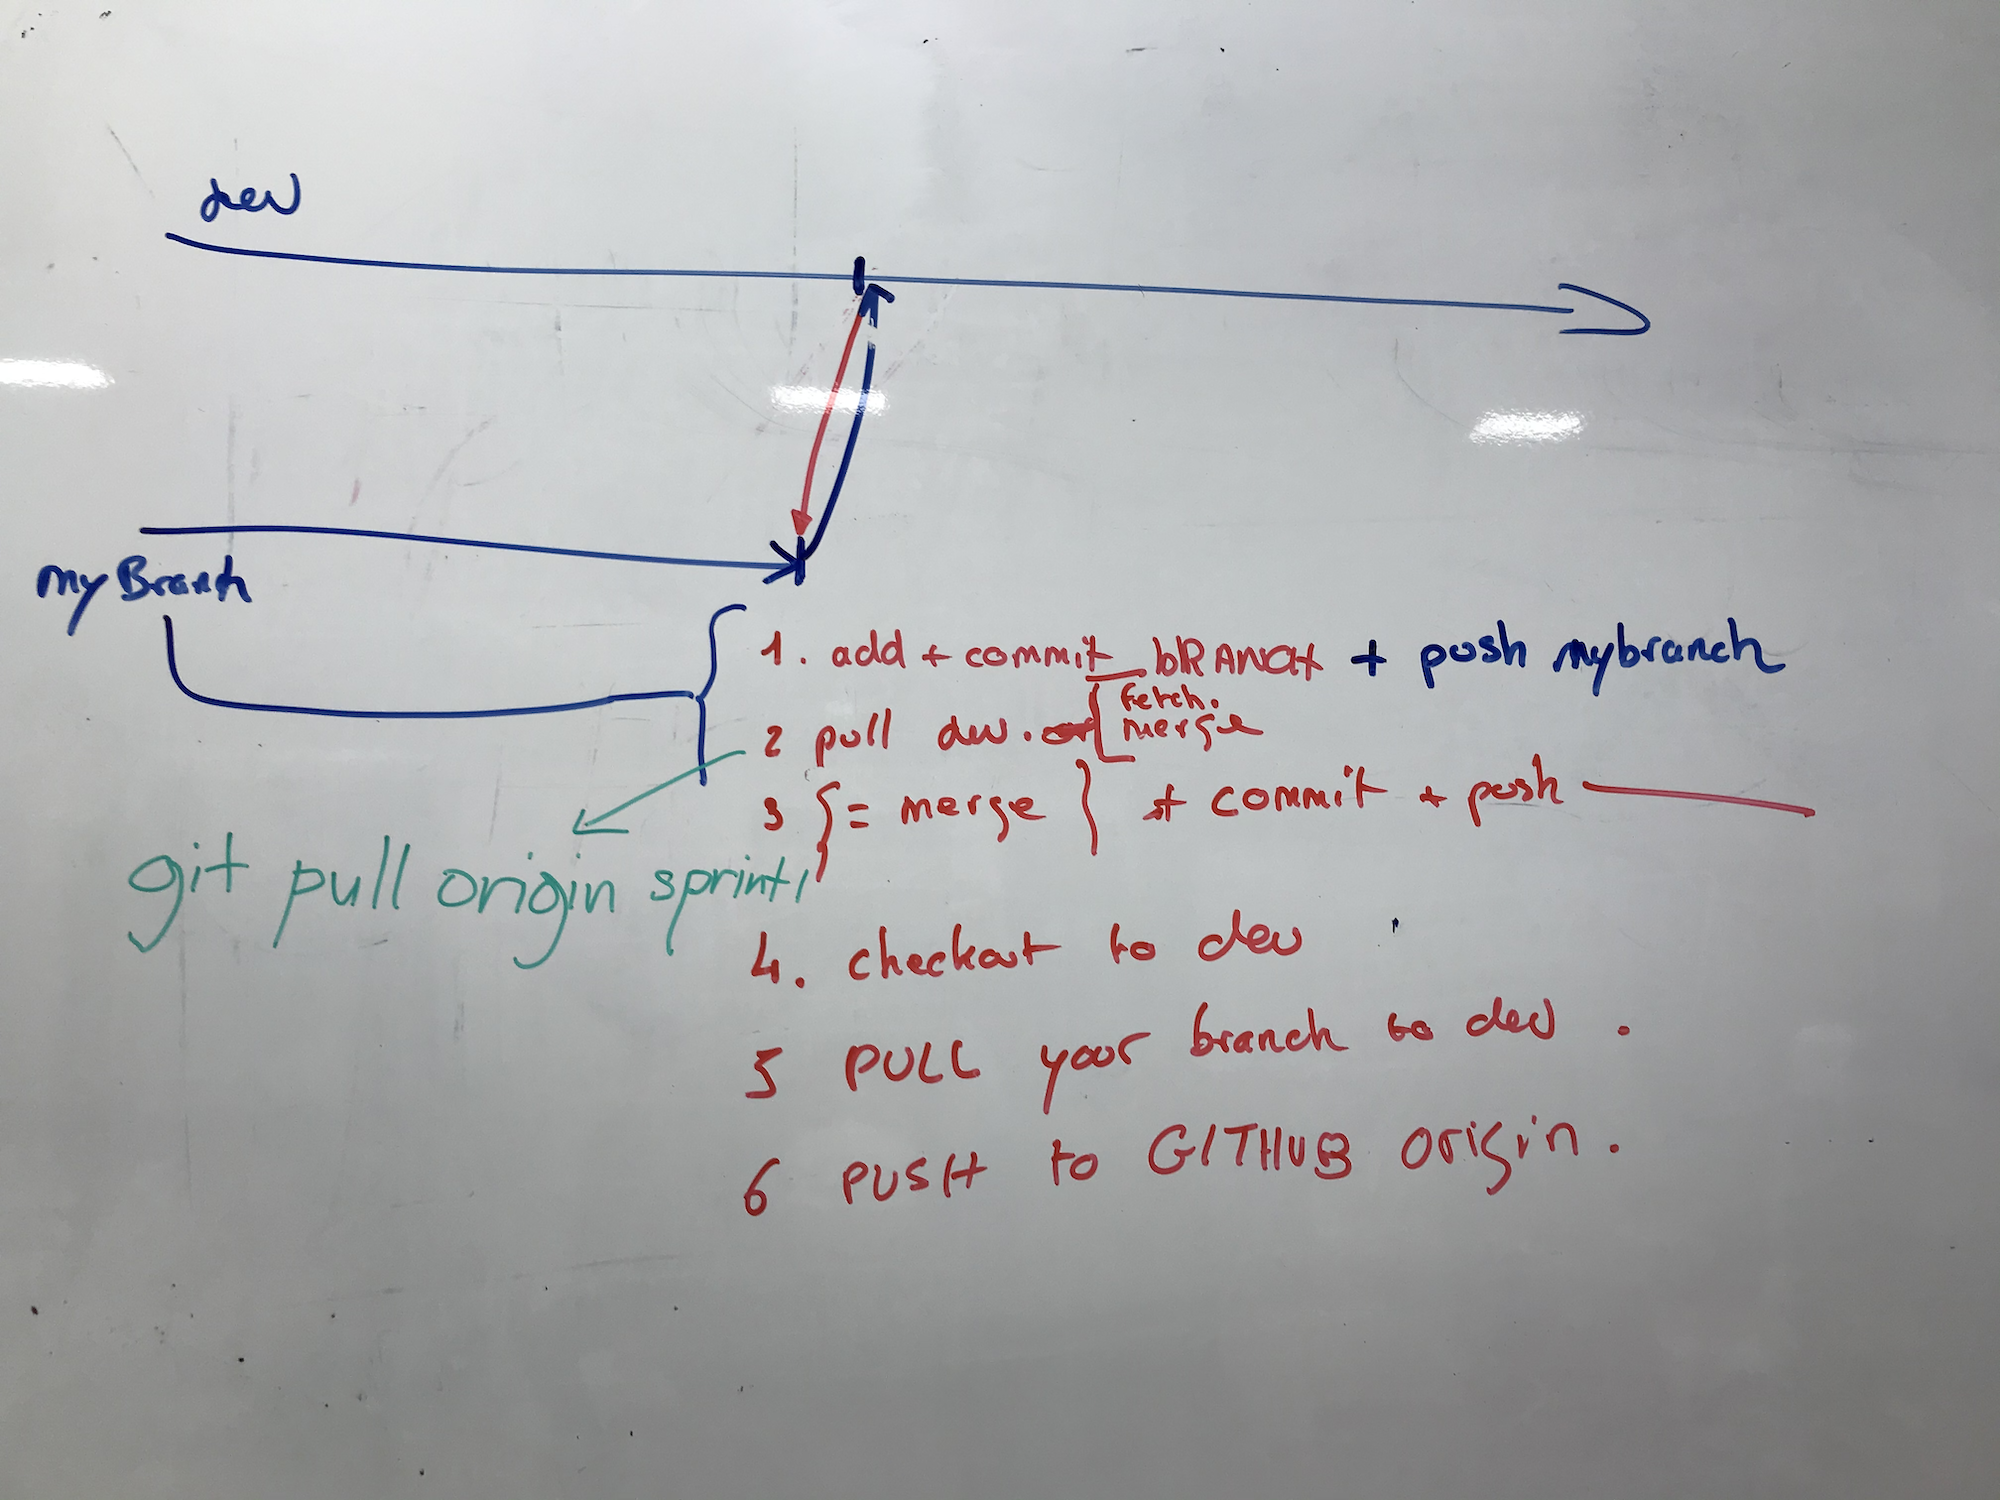 dev
myBranch
1. add + commit bRANCH + push mybranch
fetch.
2 pull dev. or { merge
3 { = merge } + commit + push
git pull origin sprint1
4. checkout to dev
5 PULL your branch to dev .
6 PUSH to GITHUB origin .